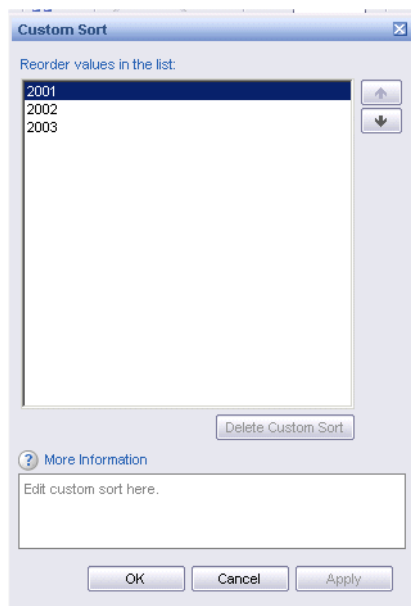 Custom Sort
Reorder values in the list:
2001
2002
2003
Delete Custom Sort
? More Information
Edit custom sort here.
OK Cancel Apply